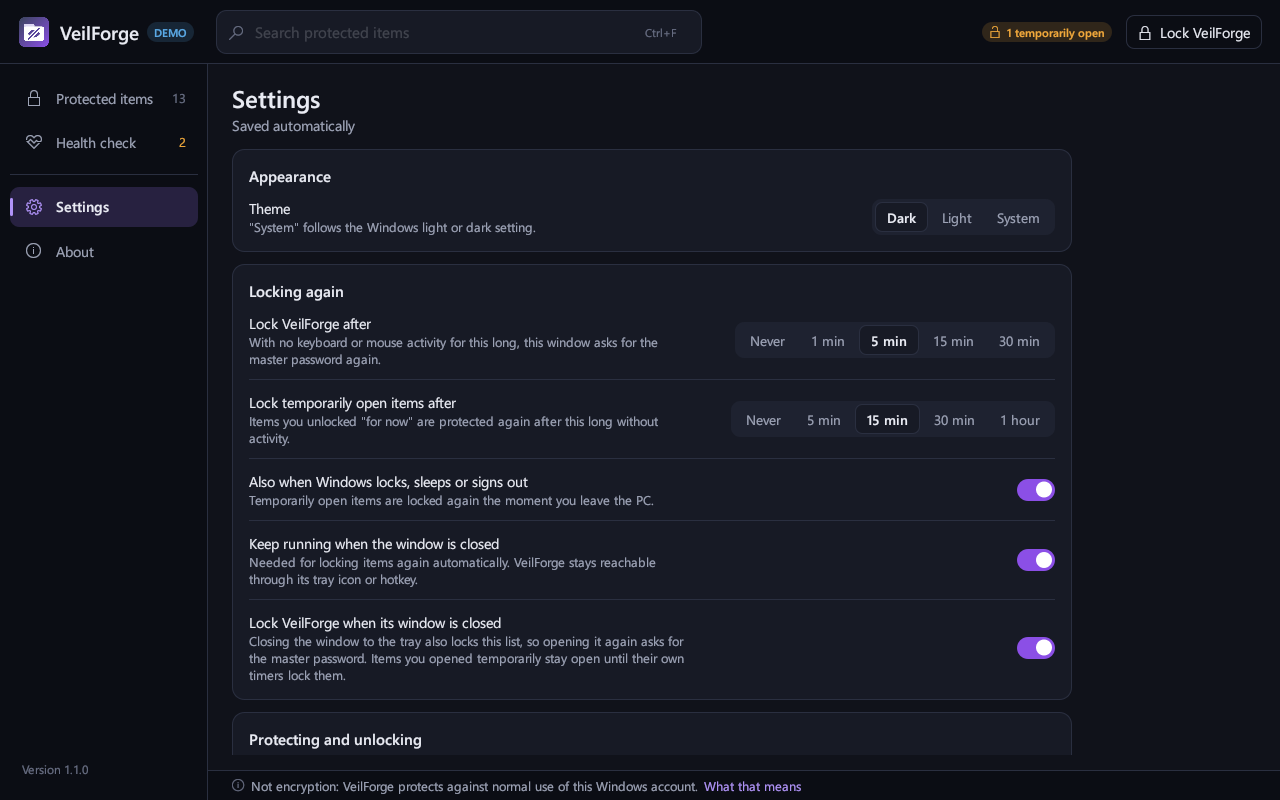 VeilForge DEMO
Search protected items Ctrl+F
1 temporarily open
Lock VeilForge
Protected items 13
Health check 2
Settings
About
Version 1.1.0
Settings
Saved automatically
Appearance
Theme
"System" follows the Windows light or dark setting.
Dark Light System
Locking again
Lock VeilForge after
With no keyboard or mouse activity for this long, this window asks for the
master password again.
Never 1 min 5 min 15 min 30 min
Lock temporarily open items after
Items you unlocked "for now" are protected again after this long without
activity.
Never 5 min 15 min 30 min 1 hour
Also when Windows locks, sleeps or signs out
Temporarily open items are locked again the moment you leave the PC.
Keep running when the window is closed
Needed for locking items again automatically. VeilForge stays reachable
through its tray icon or hotkey.
Lock VeilForge when its window is closed
Closing the window to the tray also locks this list, so opening it again asks for
the master password. Items you opened temporarily stay open until their own
timers lock them.
Protecting and unlocking
Not encryption: VeilForge protects against normal use of this Windows account. What that means